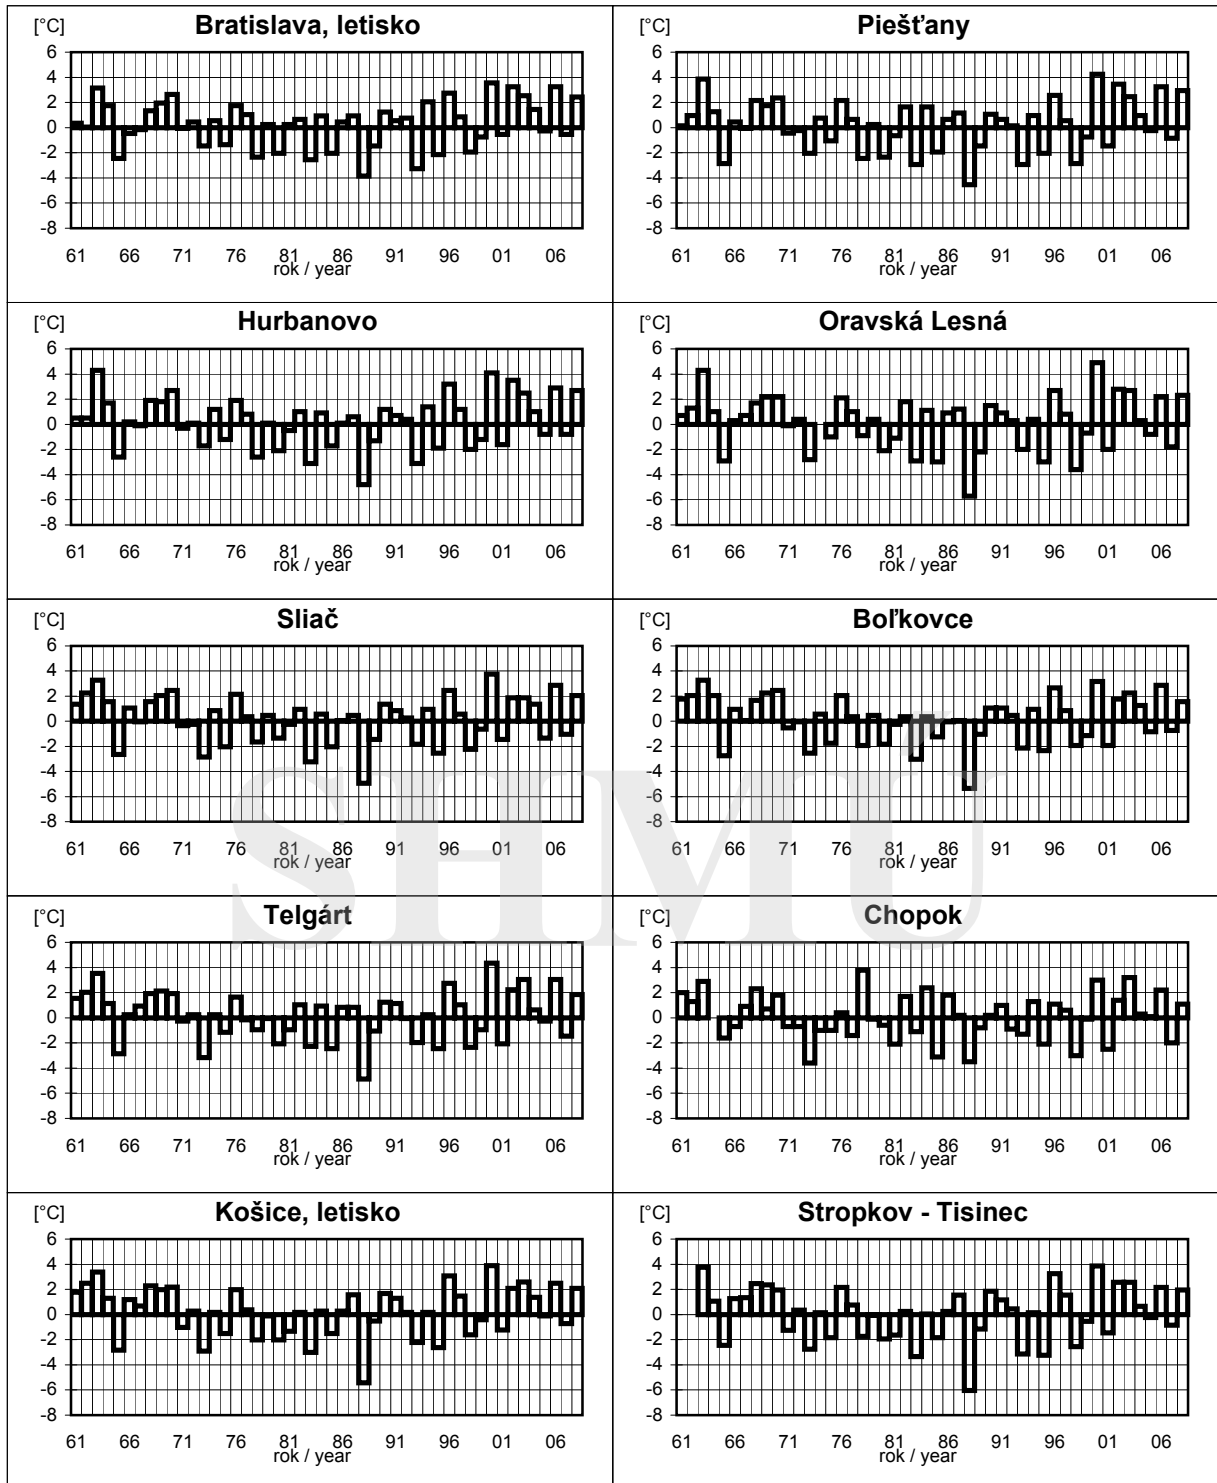 [°C] Bratislava, letisko
6
4
2
0
-2
-4
-6
-8
61 66 71 76 81 86 91 96 01 06
rok / year
[°C] Piešťany
6
4
2
0
-2
-4
-6
-8
61 66 71 76 81 86 91 96 01 06
rok / year
[°C] Hurbanovo
6
4
2
0
-2
-4
-6
-8
61 66 71 76 81 86 91 96 01 06
rok / year
[°C] Oravská Lesná
6
4
2
0
-2
-4
-6
-8
61 66 71 76 81 86 91 96 01 06
rok / year
[°C] Sliač
6
4
2
0
-2
-4
-6
-8
61 66 71 76 81 86 91 96 01 06
rok / year
[°C] Boľkovce
6
4
2
0
-2
-4
-6
-8
61 66 71 76 81 86 91 96 01 06
rok / year
SHMÚ
[°C] Telgárt
6
4
2
0
-2
-4
-6
-8
61 66 71 76 81 86 91 96 01 06
rok / year
[°C] Chopok
6
4
2
0
-2
-4
-6
-8
61 66 71 76 81 86 91 96 01 06
rok / year
[°C] Košice, letisko
6
4
2
0
-2
-4
-6
-8
61 66 71 76 81 86 91 96 01 06
rok / year
[°C] Stropkov - Tisinec
6
4
2
0
-2
-4
-6
-8
61 66 71 76 81 86 91 96 01 06
rok / year